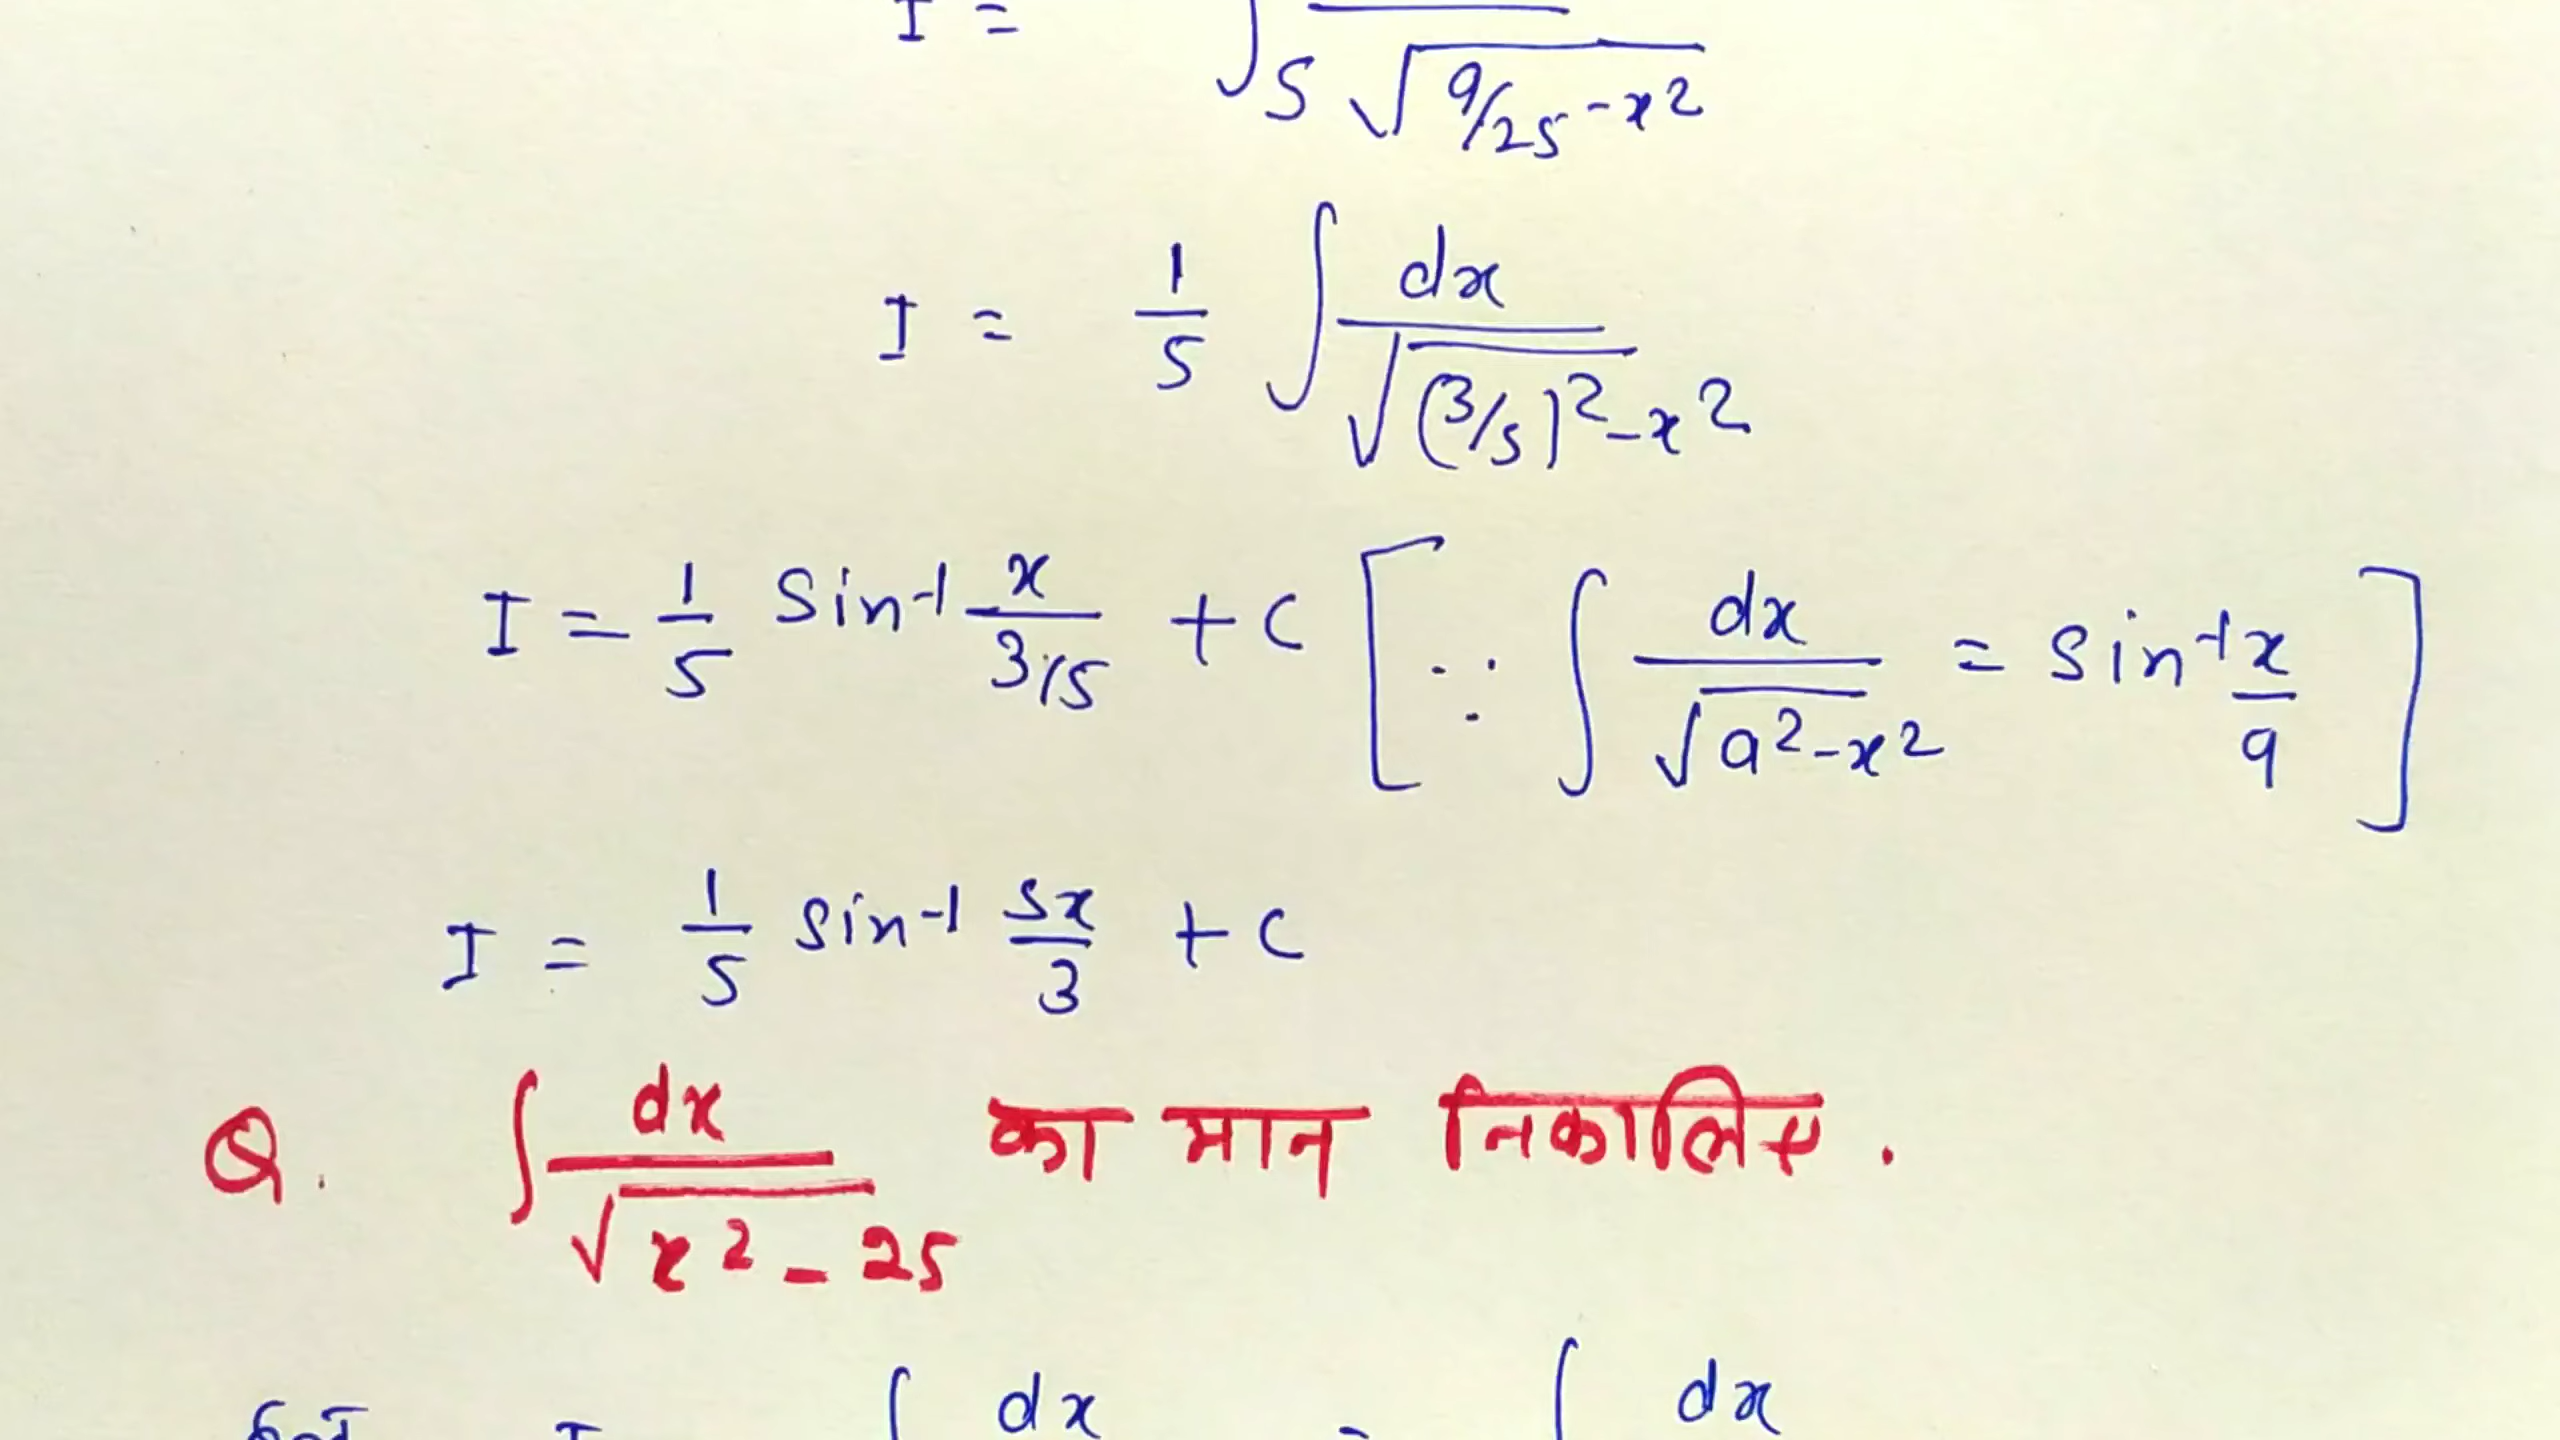 I = ∫ ─── / 5 √(9/25 - x²)
I = 1/5 ∫ dx / √((3/5)² - x²)
I = 1/5 Sin⁻¹ x / 3/5 + C [∵ ∫ dx / √(a² - x²) = Sin⁻¹ x/a]
I = 1/5 Sin⁻¹ 5x/3 + C
Q. ∫ dx / √(x² - 25) का मान निकालिए .
∫ dx ∫ dx